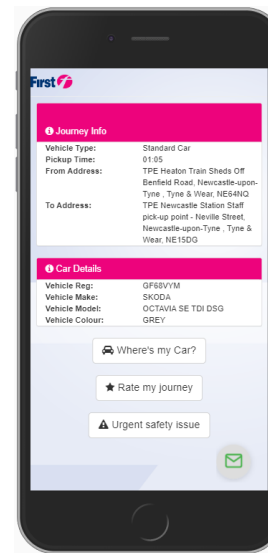 First
Journey Info
Vehicle Type: Standard Car
Pickup Time: 01:05
From Address: TPE Heaton Train Sheds Off
Benfield Road, Newcastle-upon-
Tyne , Tyne & Wear, NE64NQ
To Address: TPE Newcastle Station Staff
pick-up point - Neville Street,
Newcastle-upon-Tyne , Tyne &
Wear, NE15DG
Car Details
Vehicle Reg: GF68VYM
Vehicle Make: SKODA
Vehicle Model: OCTAVIA SE TDI DSG
Vehicle Colour: GREY
Where's my Car?
Rate my journey
Urgent safety issue